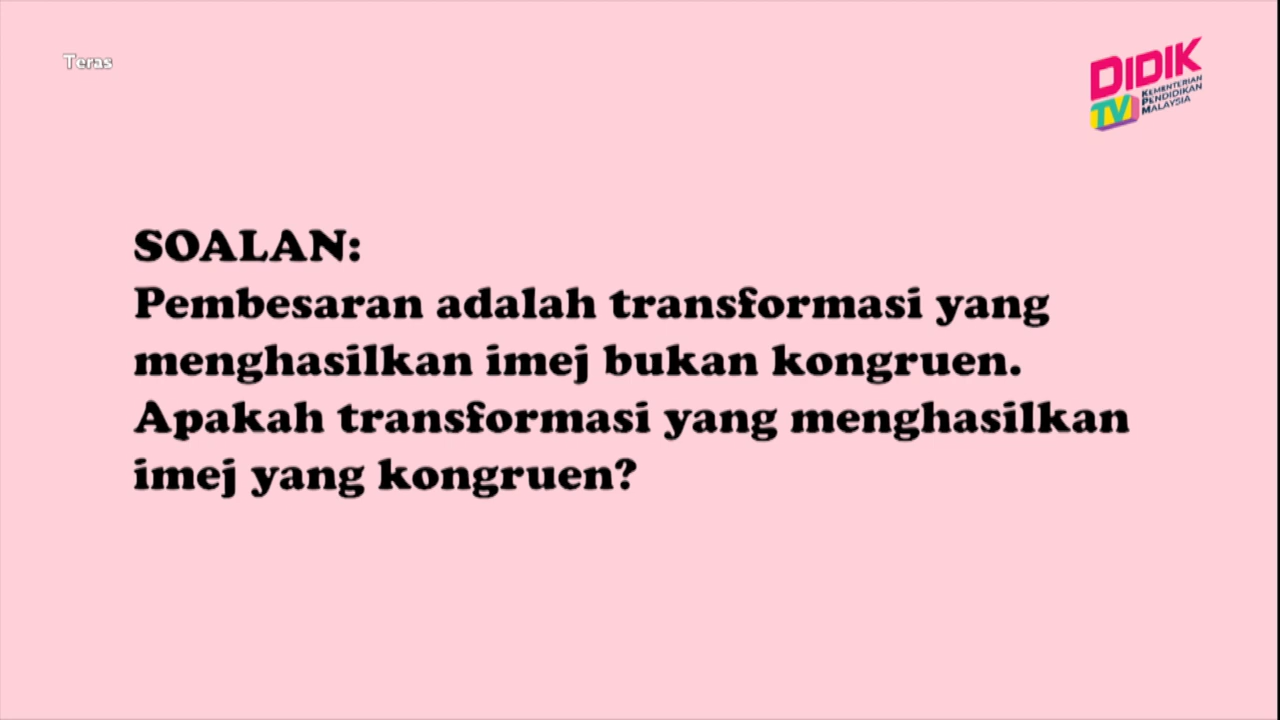 Teras
DIDIK
TV
KEMENTERIAN
PENDIDIKAN
MALAYSIA
SOALAN:
Pembesaran adalah transformasi yang
menghasilkan imej bukan kongruen.
Apakah transformasi yang menghasilkan
imej yang kongruen?